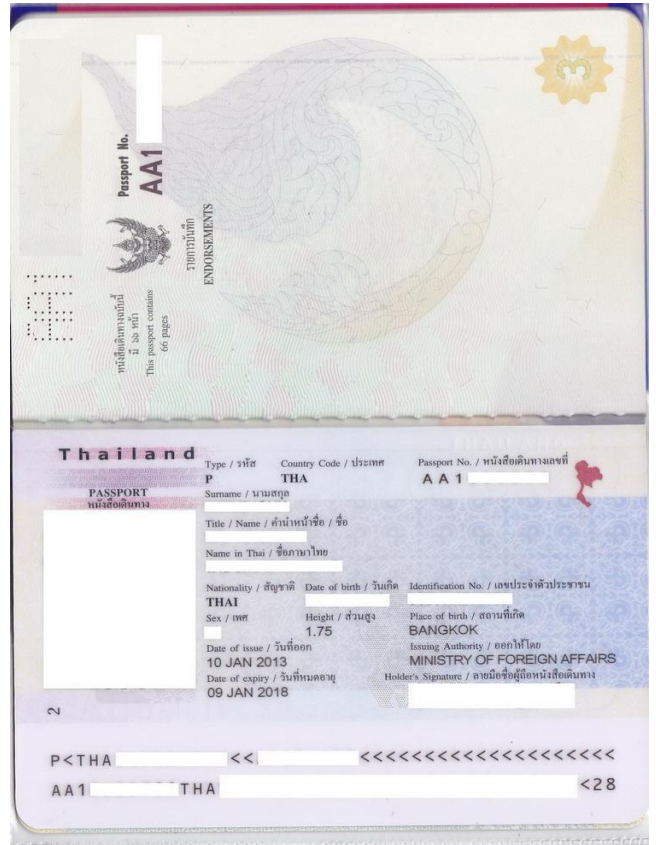 Passport No.
AA1
รายการบันทึก
ENDORSEMENTS
หนังสือเดินทางฉบับนี้
มี ๖๖ หน้า
This passport contains
66 pages
AA1
๓
Thailand
PASSPORT
หนังสือเดินทาง
Type / รหัส Country Code / ประเทศ Passport No. / หนังสือเดินทางเลขที่
P THA AA1
Surname / นามสกุล
Title / Name / คำนำหน้าชื่อ / ชื่อ
Name in Thai / ชื่อภาษาไทย
Nationality / สัญชาติ Date of birth / วันเกิด Identification No. / เลขประจำตัวประชาชน
THAI
Sex / เพศ Height / ส่วนสูง Place of birth / สถานที่เกิด
1.75 BANGKOK
Date of issue / วันที่ออก Issuing Authority / ออกให้โดย
10 JAN 2013 MINISTRY OF FOREIGN AFFAIRS
Date of expiry / วันที่หมดอายุ Holder's Signature / ลายมือชื่อผู้ถือหนังสือเดินทาง
09 JAN 2018
2
P<THA << <<<<<<<<<<<<<<<<<<<<<
AA1 THA <28